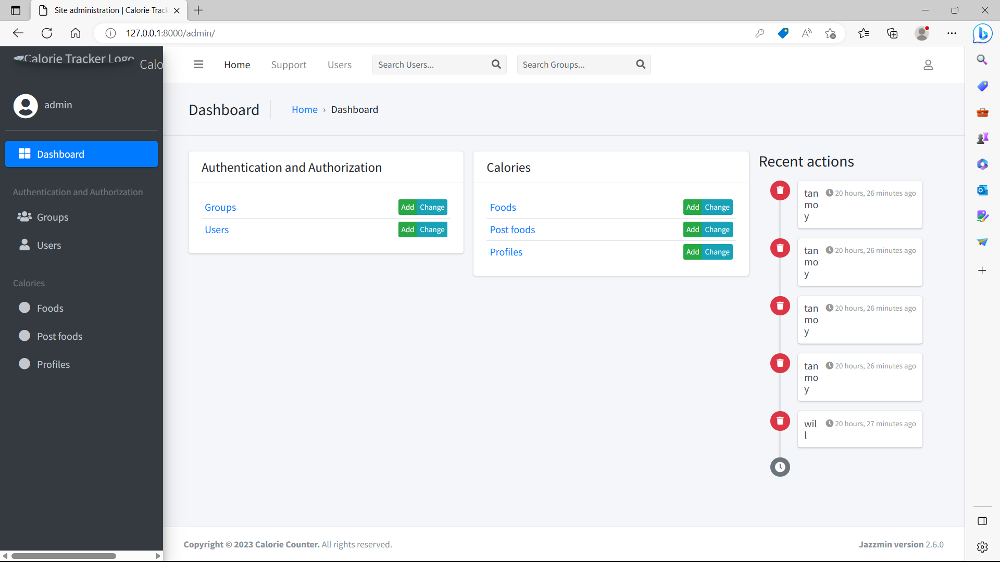 Site administration | Calorie Trac
127.0.0.1:8000/admin/
Calorie Tracker Logo
Calo
Home
Support
Users
Search Users...
Search Groups...
admin
Dashboard
Home › Dashboard
Dashboard
Authentication and Authorization
Groups
Users
Calories
Foods
Post foods
Profiles
Authentication and Authorization
Groups
Add
Change
Users
Add
Change
Calories
Foods
Add
Change
Post foods
Add
Change
Profiles
Add
Change
Recent actions
tan
mo
y
20 hours, 26 minutes ago
tan
mo
y
20 hours, 26 minutes ago
tan
mo
y
20 hours, 26 minutes ago
tan
mo
y
20 hours, 26 minutes ago
wil
l
20 hours, 27 minutes ago
Copyright © 2023 Calorie Counter. All rights reserved.
Jazzmin version 2.6.0